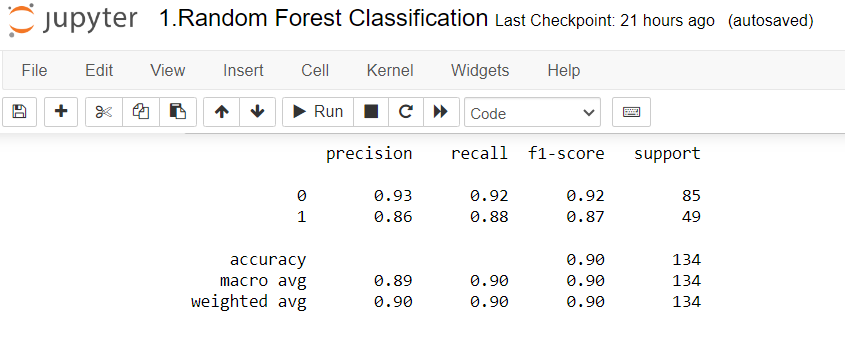 jupyter 1.Random Forest Classification Last Checkpoint: 21 hours ago (autosaved)
File Edit View Insert Cell Kernel Widgets Help
Run Code
precision recall f1-score support
0 0.93 0.92 0.92 85
1 0.86 0.88 0.87 49
accuracy 0.90 134
macro avg 0.89 0.90 0.90 134
weighted avg 0.90 0.90 0.90 134